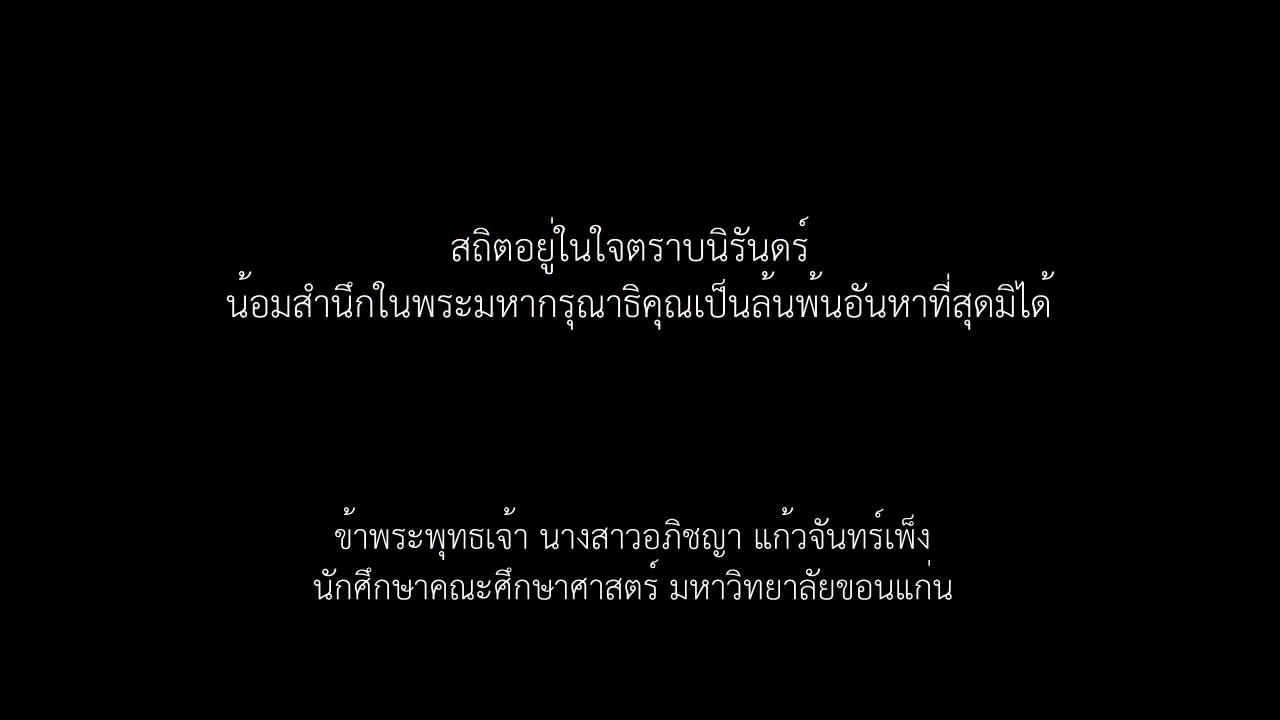 สถิตอยู่ในใจตราบนิรันดร์
น้อมสำนึกในพระมหากรุณาธิคุณเป็นล้นพ้นอันหาที่สุดมิได้
ข้าพระพุทธเจ้า นางสาวอภิชญา แก้วจันทร์เพ็ง
นักศึกษาคณะศึกษาศาสตร์ มหาวิทยาลัยขอนแก่น